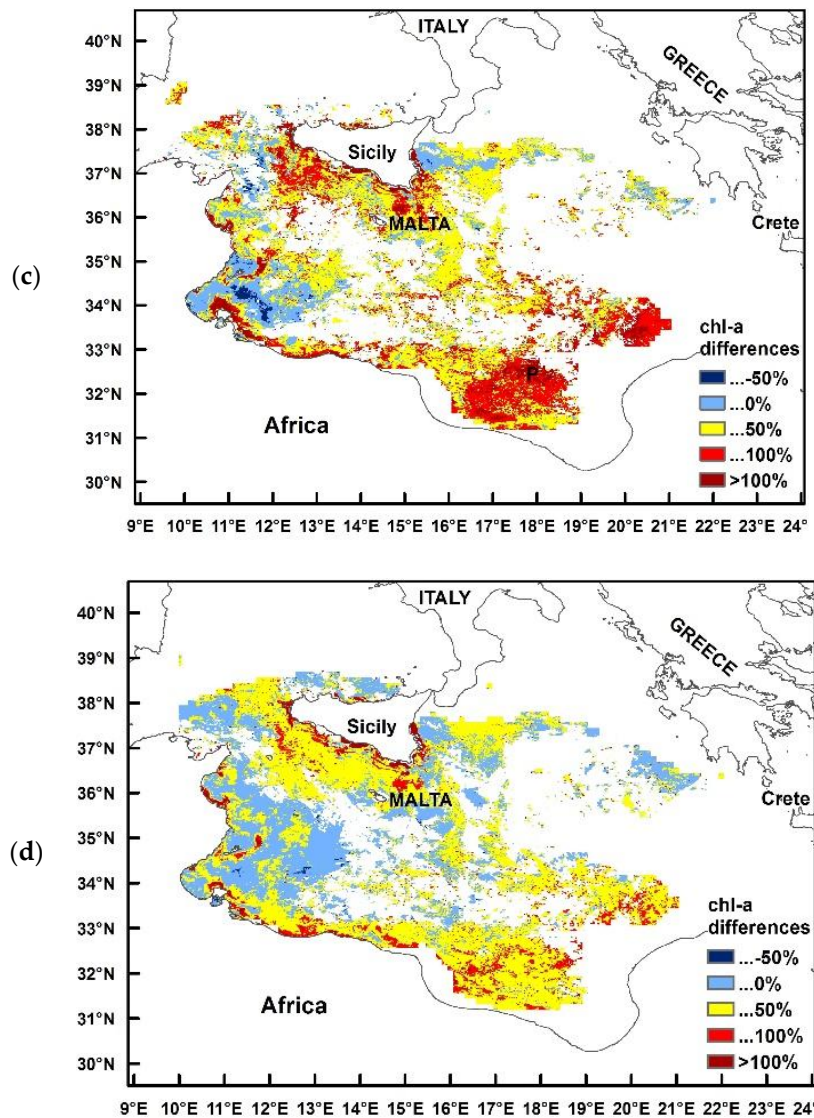 40°N
39°N
38°N
37°N
36°N
35°N
34°N
33°N
32°N
31°N
30°N
ITALY
GREECE
Sicily
MALTA
Crete
P
Africa
chl-a
differences
...-50%
...0%
...50%
...100%
>100%
9°E 10°E 11°E 12°E 13°E 14°E 15°E 16°E 17°E 18°E 19°E 20°E 21°E 22°E 23°E 24°
(c)
40°N
39°N
38°N
37°N
36°N
35°N
34°N
33°N
32°N
31°N
30°N
ITALY
GREECE
Sicily
MALTA
Crete
Africa
chl-a
differences
...-50%
...0%
...50%
...100%
>100%
9°E 10°E 11°E 12°E 13°E 14°E 15°E 16°E 17°E 18°E 19°E 20°E 21°E 22°E 23°E 24°
(d)